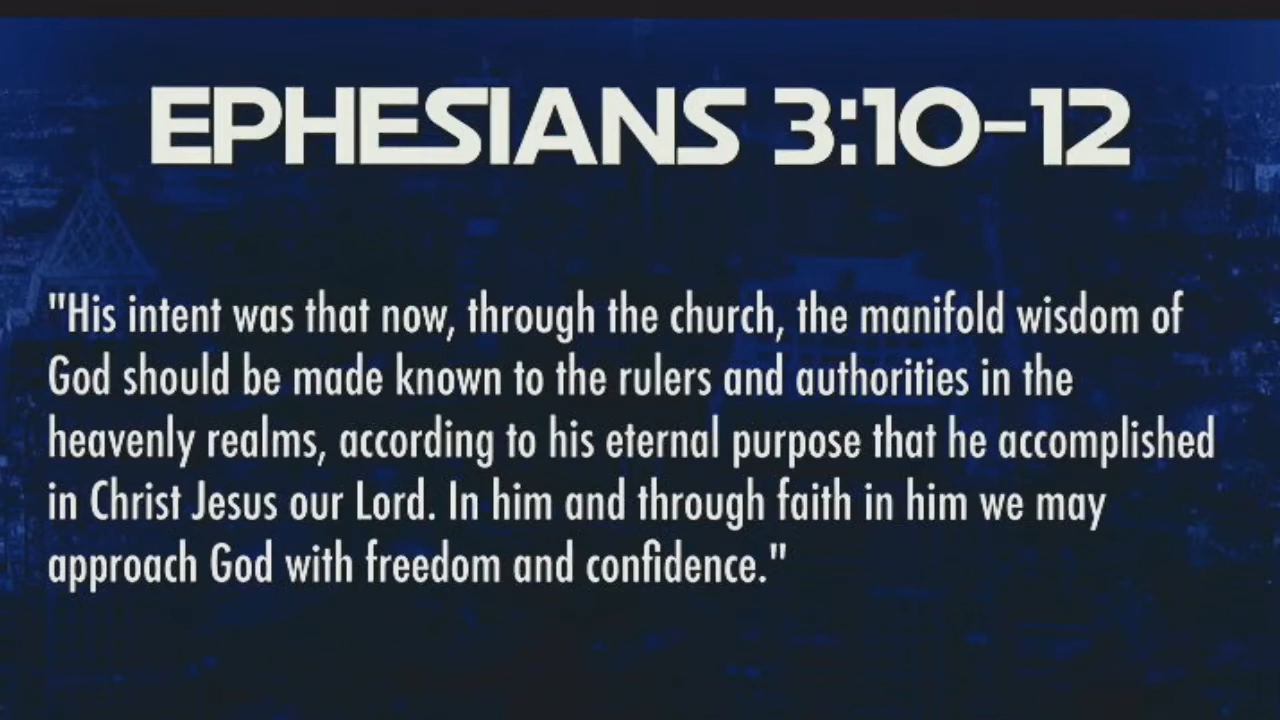 EPHESIANS 3:10-12
"His intent was that now, through the church, the manifold wisdom of
God should be made known to the rulers and authorities in the
heavenly realms, according to his eternal purpose that he accomplished
in Christ Jesus our Lord. In him and through faith in him we may
approach God with freedom and confidence."